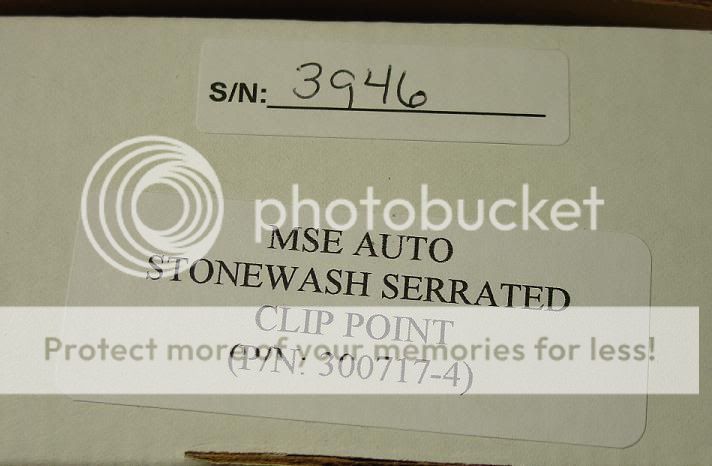 S/N: 3946
photobucket
MSE AUTO
STONEWASH SERRATED
CLIP POINT
Protect more of your memories for less!
(P/N: 300717-4)